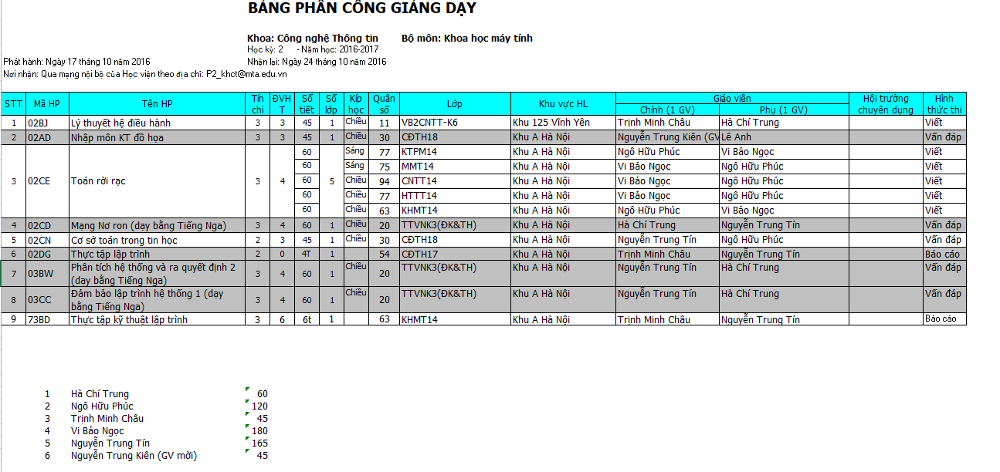 BẢNG PHÂN CÔNG GIẢNG DẠY
Khoa: Công nghệ Thông tin Bộ môn: Khoa học máy tính
Học kỳ: 2 - Năm học: 2016-2017
Phát hành: Ngày 17 tháng 10 năm 2016 Nhận lại: Ngày 24 tháng 10 năm 2016
Nơi nhận: Qua mạng nội bộ của Học viện theo địa chỉ: P2_khct@mta.edu.vn
STT Mã HP Tên HP Tín chỉ ĐVHT Số tiết Số lớp Kíp học Quân số Lớp Khu vực HL Giáo viên Hội trường chuyên dụng Hình thức thi
Chính (1 GV) Phụ (1 GV)
1 02BJ Lý thuyết hệ điều hành 3 3 45 1 Chiều 11 VB2CNTT-K6 Khu 125 Vĩnh Yên Trịnh Minh Châu Hà Chí Trung Viết
2 02AD Nhập môn KT đồ họa 3 3 45 1 Chiều 30 CĐTH18 Khu A Hà Nội Nguyễn Trung Kiên (GV Lê Anh Vấn đáp
60 Sáng 77 KTPM14 Khu A Hà Nội Ngô Hữu Phúc Vi Bảo Ngọc Viết
60 Sáng 75 MMT14 Khu A Hà Nội Vi Bảo Ngọc Ngô Hữu Phúc Viết
3 02CE Toán rời rạc 3 4 60 5 Chiều 94 CNTT14 Khu A Hà Nội Vi Bảo Ngọc Ngô Hữu Phúc Viết
60 Chiều 77 HTTT14 Khu A Hà Nội Vi Bảo Ngọc Ngô Hữu Phúc Viết
60 Chiều 63 KHMT14 Khu A Hà Nội Ngô Hữu Phúc Vi Bảo Ngọc Viết
4 02CD Mạng Nơ ron (dạy bằng Tiếng Nga) 3 4 60 1 Chiều 20 TTVNK3(ĐK&TH) Khu A Hà Nội Hà Chí Trung Nguyễn Trung Tín Vấn đáp
5 02CN Cơ sở toán trong tin học 2 3 45 1 Chiều 30 CĐTH18 Khu A Hà Nội Nguyễn Trung Tín Ngô Hữu Phúc Vấn đáp
6 02DG Thực tập lập trình 2 0 4T 1 54 CĐTH17 Khu A Hà Nội Trịnh Minh Châu Nguyễn Trung Tín Báo cáo
7 03BW Phân tích hệ thống và ra quyết định 2 (dạy bằng Tiếng Nga) 3 4 60 1 Chiều 20 TTVNK3(ĐK&TH) Khu A Hà Nội Nguyễn Trung Tín Hà Chí Trung Vấn đáp
8 03CC Đảm bảo lập trình hệ thống 1 (dạy bằng Tiếng Nga) 3 4 60 1 Chiều 20 TTVNK3(ĐK&TH) Khu A Hà Nội Nguyễn Trung Tín Hà Chí Trung Vấn đáp
9 73BD Thực tập kỹ thuật lập trình 3 6 6t 1 63 KHMT14 Khu A Hà Nội Trịnh Minh Châu Nguyễn Trung Tín Báo cáo
1 Hà Chí Trung 60
2 Ngô Hữu Phúc 120
3 Trịnh Minh Châu 45
4 Vi Bảo Ngọc 180
5 Nguyễn Trung Tín 165
6 Nguyễn Trung Kiên (GV mời) 45